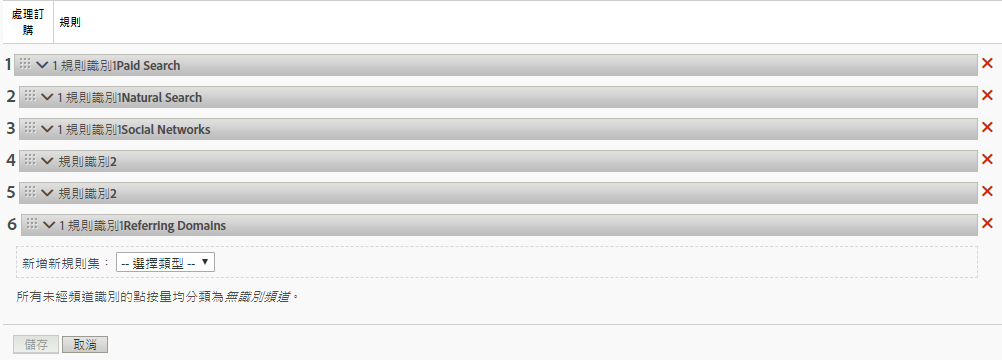 處理訂
購
規則
1 1 規則識別1Paid Search
2 1 規則識別1Natural Search
3 1 規則識別1Social Networks
4 規則識別2
5 規則識別2
6 1 規則識別1Referring Domains
新增新規則集： -- 選擇類型 --
所有未經頻道識別的點按量均分類為無識別頻道。
儲存 取消